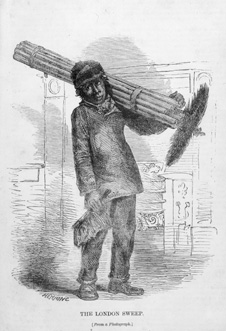 THE LONDON SWEEP.
[From a Photograph.]